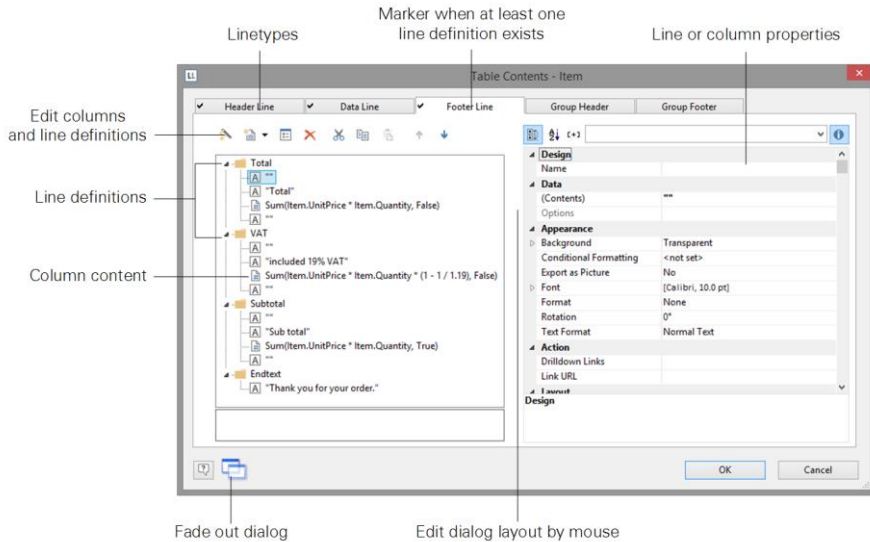 Marker when at least one
line definition exists
Linetypes
Line or column properties
LL
Table Contents - Item
x
Edit columns
and line definitions
Header Line
Data Line
Footer Line
Group Header
Group Footer
Line definitions
Column content
Total
""
"Total"
Sum(Item.UnitPrice * Item.Quantity, False)
""
VAT
""
"included 19% VAT"
Sum(Item.UnitPrice * Item.Quantity * (1 - 1 / 1.19), False)
""
Subtotal
""
"Sub total"
Sum(Item.UnitPrice * Item.Quantity, True)
""
Endtext
"Thank you for your order."
Design
Name
Data
(Contents) ""
Options
Appearance
Background Transparent
Conditional Formatting <not set>
Export as Picture No
Font [Calibri, 10.0 pt]
Format None
Rotation 0°
Text Format Normal Text
Action
Drilldown Links
Link URL
Layout
Design
OK
Cancel
Fade out dialog
Edit dialog layout by mouse